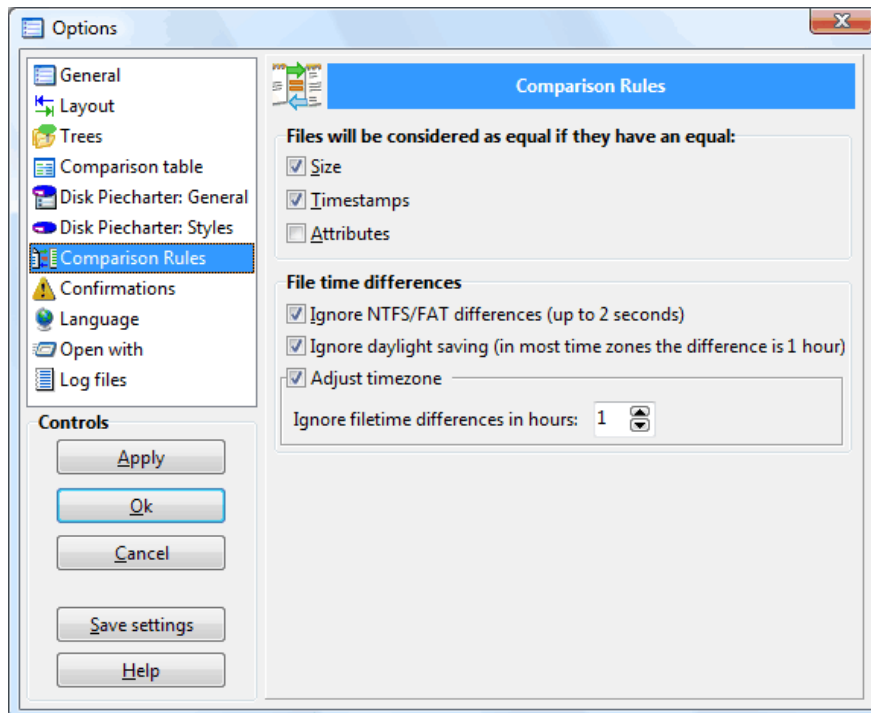 Options
General
Layout
Trees
Comparison table
Disk Piecharter: General
Disk Piecharter: Styles
Comparison Rules
Confirmations
Language
Open with
Log files
Controls
Apply
Ok
Cancel
Save settings
Help
Comparison Rules
Files will be considered as equal if they have an equal:
Size
Timestamps
Attributes
File time differences
Ignore NTFS/FAT differences (up to 2 seconds)
Ignore daylight saving (in most time zones the difference is 1 hour)
Adjust timezone
Ignore filetime differences in hours: 1